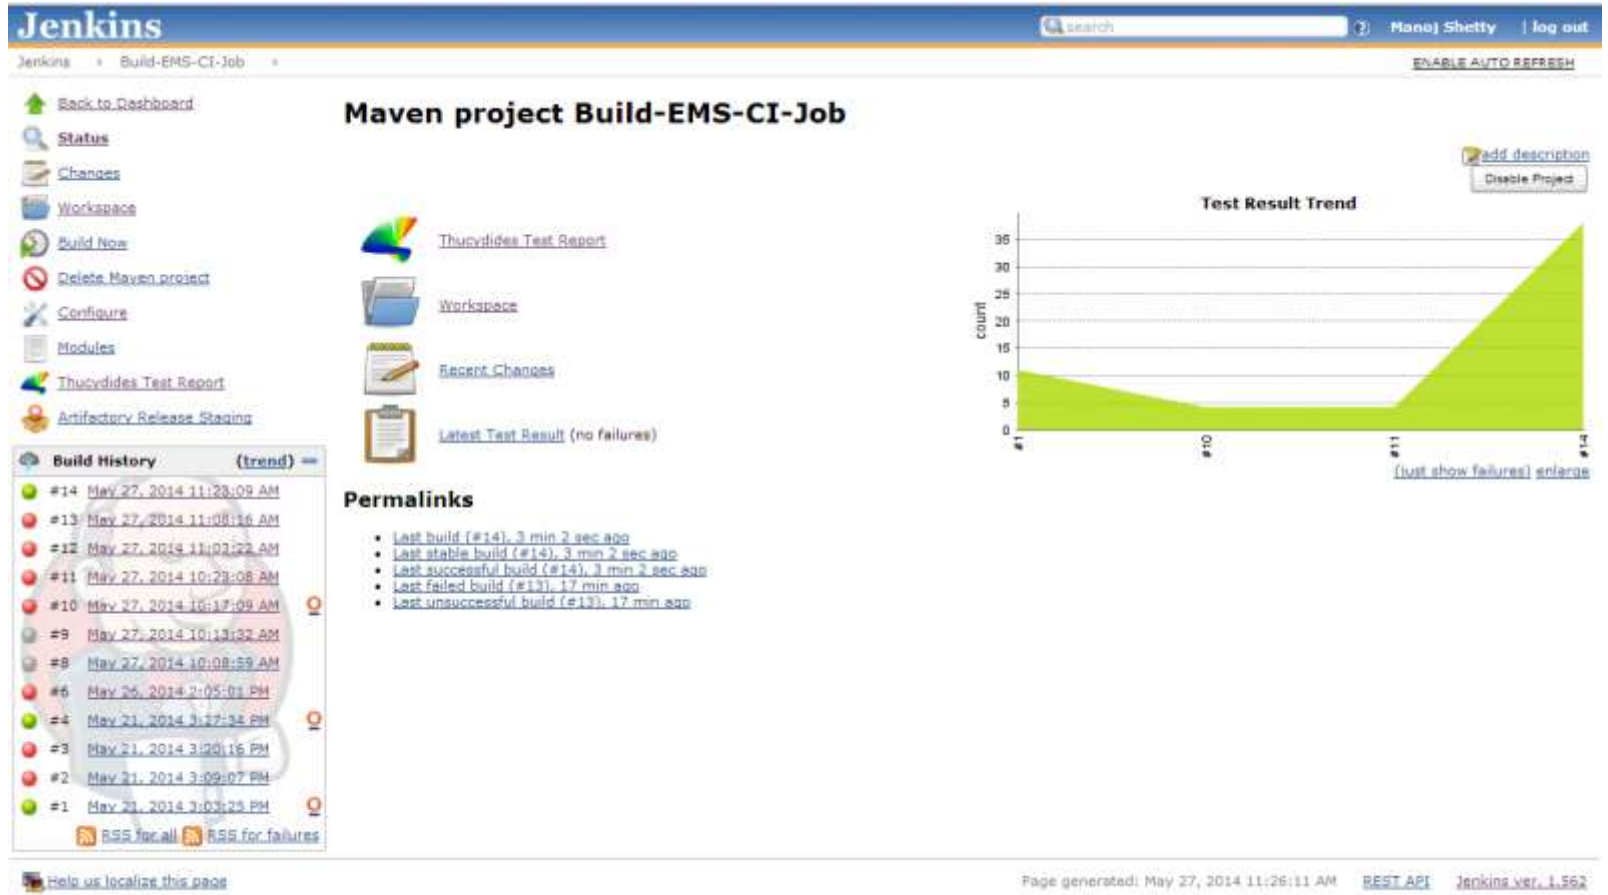 Jenkins
search
Manoj Shetty | log out
Jenkins Build-EMS-CI-Job
ENABLE AUTO REFRESH
Back to Dashboard
Status
Changes
Workspace
Build Now
Delete Maven project
Configure
Modules
Thucydides Test Report
Artifactory Release Staging
Build History (trend)
#14 May 27, 2014 11:23:09 AM
#13 May 27, 2014 11:08:16 AM
#12 May 27, 2014 11:03:22 AM
#11 May 27, 2014 10:23:08 AM
#10 May 27, 2014 10:17:09 AM
#9 May 27, 2014 10:13:32 AM
#8 May 27, 2014 10:08:59 AM
#6 May 26, 2014 2:05:01 PM
#4 May 21, 2014 3:27:34 PM
#3 May 21, 2014 3:20:16 PM
#2 May 21, 2014 3:09:07 PM
#1 May 21, 2014 3:03:25 PM
RSS for all RSS for failures
Maven project Build-EMS-CI-Job
add description
Disable Project
Thucydides Test Report
Workspace
Recent Changes
Latest Test Result (no failures)
Test Result Trend
35
30
25
20
15
10
5
0
count
#1
#10
#11
#14
(just show failures) enlarge
Permalinks
Last build (#14), 3 min 2 sec ago
Last stable build (#14), 3 min 2 sec ago
Last successful build (#14), 3 min 2 sec ago
Last failed build (#13), 17 min ago
Last unsuccessful build (#13), 17 min ago
Help us localize this page
Page generated: May 27, 2014 11:26:11 AM
REST API
Jenkins ver. 1.562